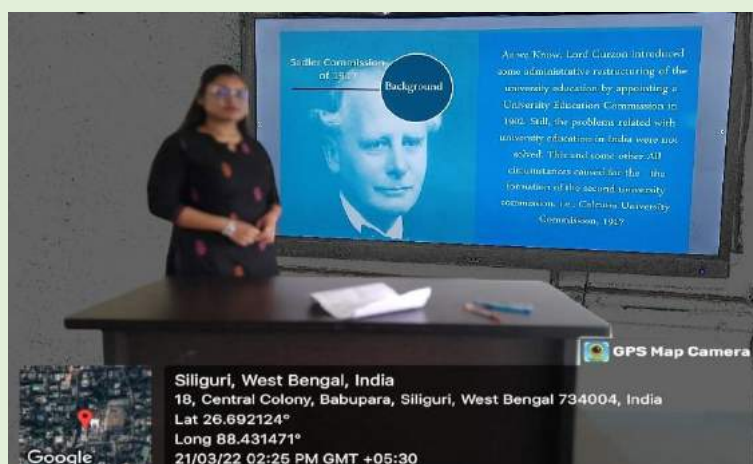 Sadler Commission
of 1917
Background
As we Know, Lord Curzon introduced
some administrative restructuring of the
university education by appointing a
University Education Commission in
1902. Still, the problems related with
university education in India were not
solved. This and some other All
circumstances caused for the the
formation of the second university
commission, i.e., Calcutta University
Commission, 1917
GPS Map Camera
Siliguri, West Bengal, India
18, Central Colony, Babupara, Siliguri, West Bengal 734004, India
Lat 26.692124°
Long 88.431471°
21/03/22 02:25 PM GMT +05:30
Google